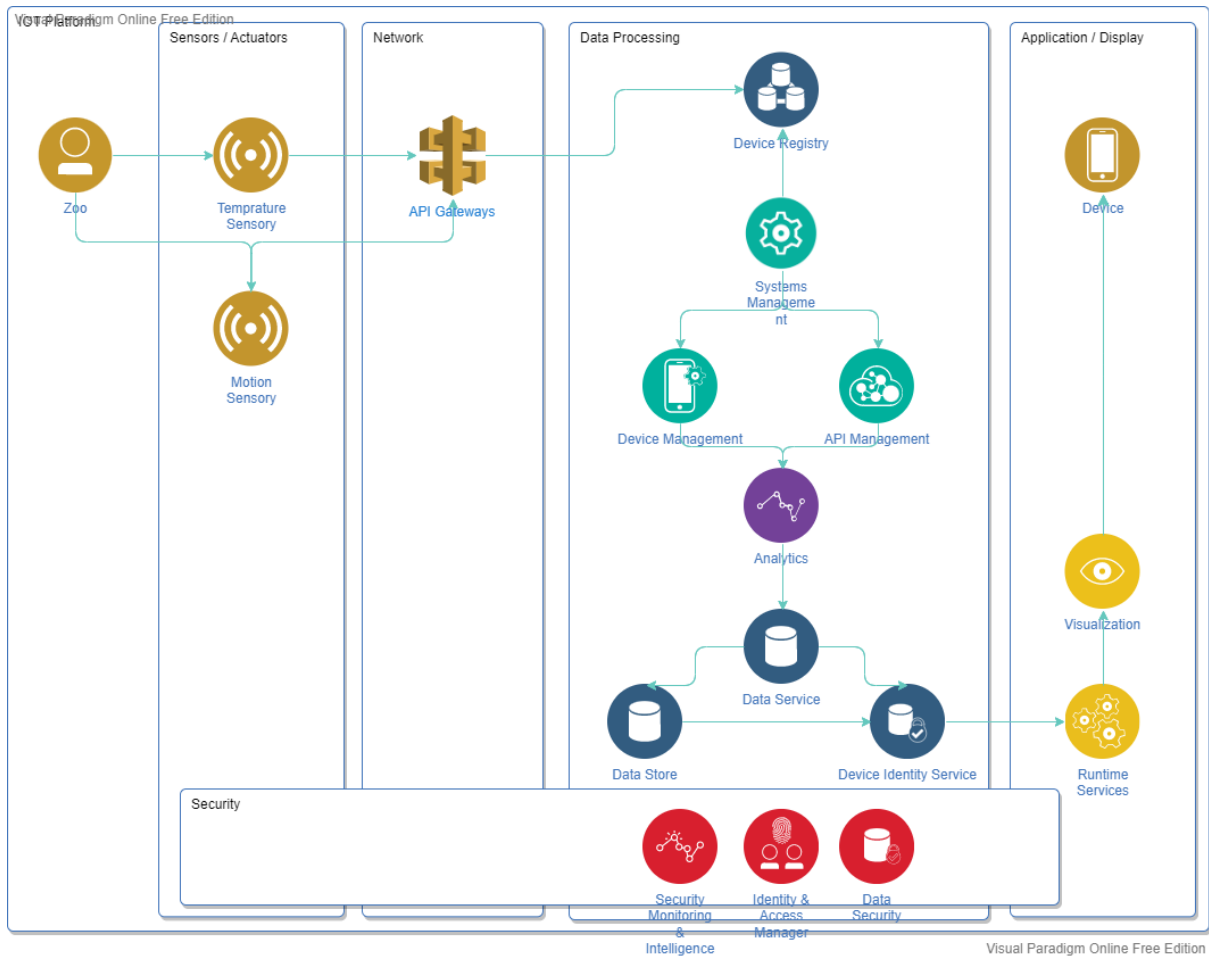 Visual Paradigm Online Free Edition
IOT Platform
Sensors / Actuators
Network
Data Processing
Application / Display
Device Registry
Zoo
Temprature
Sensory
API Gateways
Device
Systems
Manageme
nt
Motion
Sensory
Device Management
API Management
Analytics
Visualization
Data Service
Data Store
Device Identity Service
Runtime
Services
Security
Security
Monitoring
&
Intelligence
Identity &
Access
Manager
Data
Security
Visual Paradigm Online Free Edition